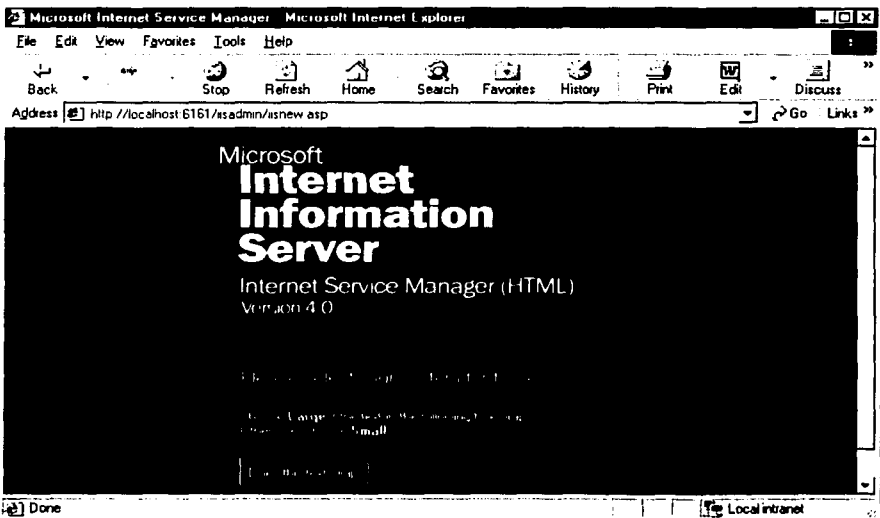 Microsoft Internet Service Manager Microsoft Internet Explorer
File Edit View Favorites Tools Help
Back Stop Refresh Home Search Favorites History Print Edit Discuss
Address http //localhost 6161/iisadmin/iisnew asp Go Links
Microsoft
Internet
Information
Server
Internet Service Manager (HTML)
Version 4 0
Large
Small
Done Local intranet